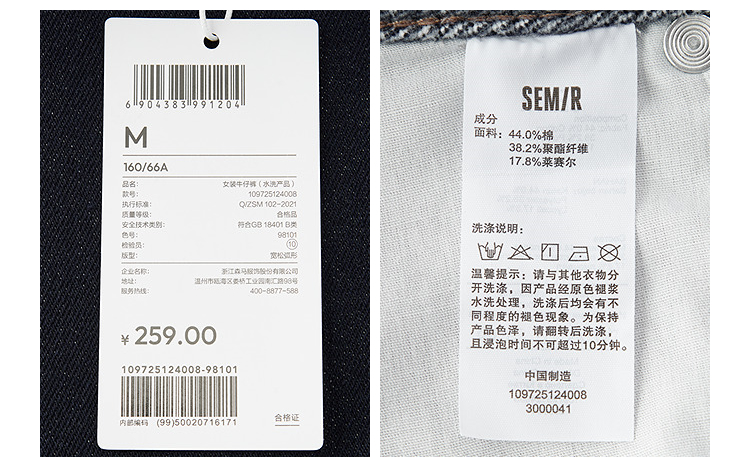 6 904383 991204
M
160/66A
品名: 女装牛仔裤（水洗产品）
款号: 109725124008
执行标准: Q/ZSM 102-2021
质量等级: 合格品
安全技术类别: 符合GB 18401 B类
色号: 98101
检验员: 10
版型: 宽松弧形
企业名称: 浙江森马服饰股份有限公司
地址: 温州市瓯海区娄桥工业园南汇路98号
服务热线: 400-8877-588
¥ 259.00
109725124008-98101
内部编码 (99)50020716171
合格证
SEM/R
成分
面料: 44.0%棉
38.2%聚酯纤维
17.8%莱赛尔
洗涤说明:
温馨提示: 请与其他衣物分
开洗涤, 因产品经原色褪浆
水洗处理, 洗涤后均会有不
同程度的褪色现象。为保持
产品色泽, 请翻转后洗涤,
且浸泡时间不可超过10分钟。
中国制造
109725124008
3000041